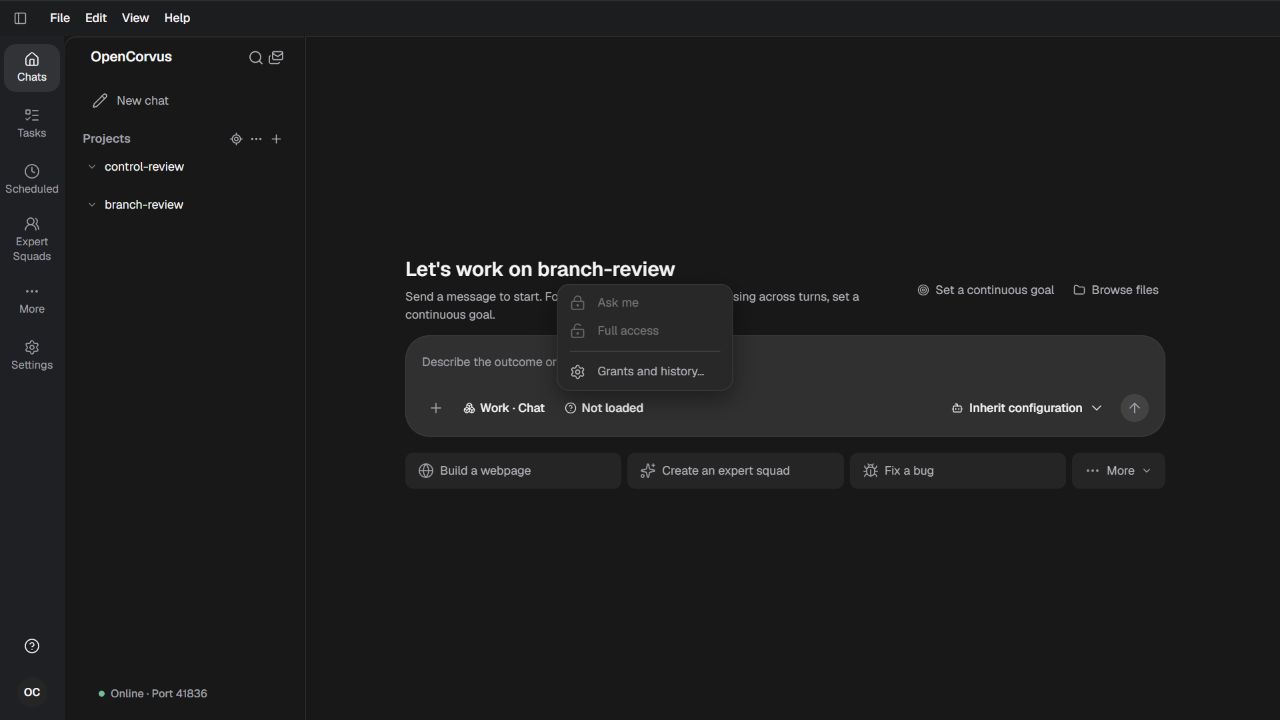 File Edit View Help
Chats
Tasks
Scheduled
Expert
Squads
More
Settings
OC
OpenCorvus
New chat
Projects
control-review
branch-review
Online · Port 41836
Let's work on branch-review
Send a message to start. Fo
sing across turns, set a
continuous goal.
Set a continuous goal
Browse files
Ask me
Full access
Grants and history...
Describe the outcome or
Work · Chat
Not loaded
Inherit configuration
Build a webpage
Create an expert squad
Fix a bug
More